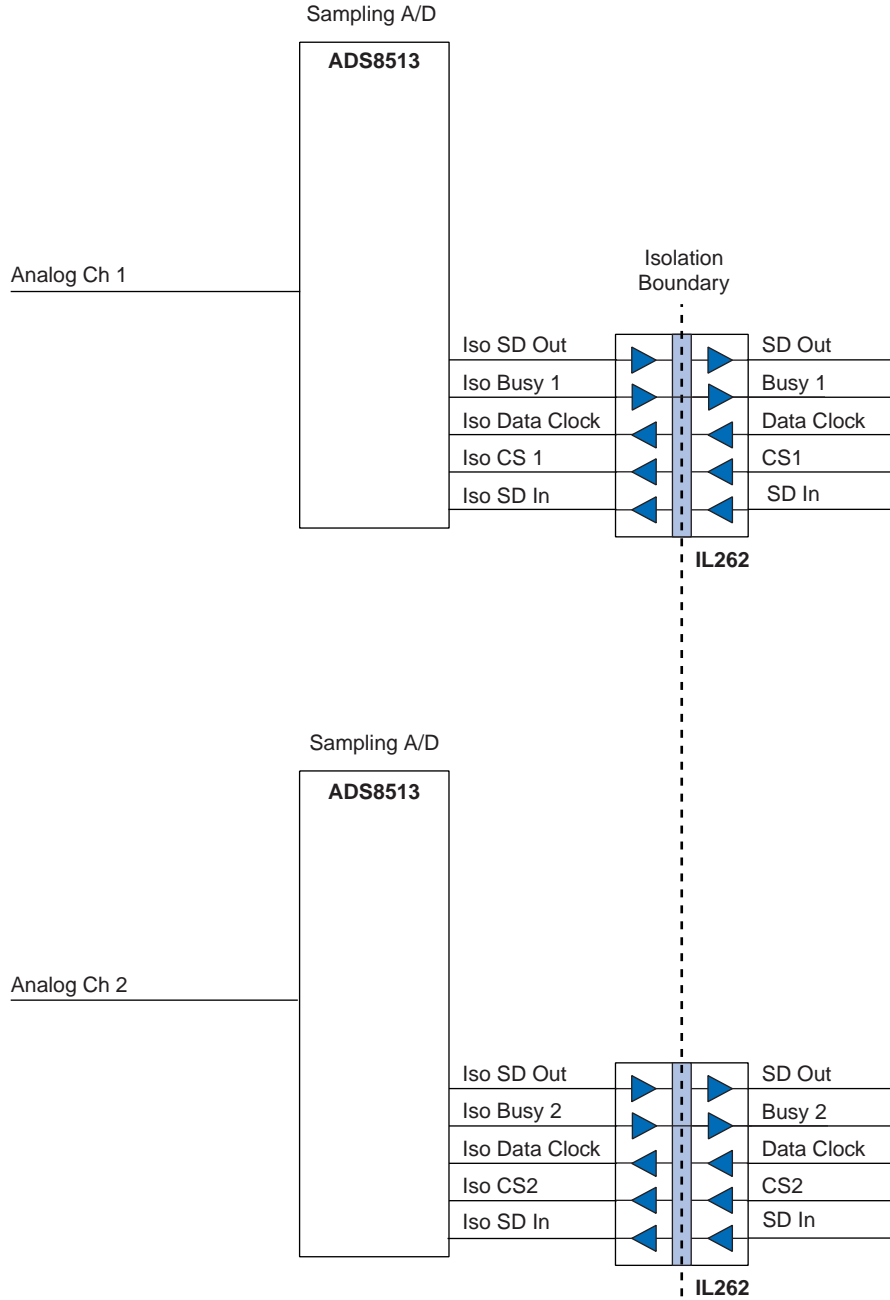 Sampling A/D
ADS8513
Analog Ch 1
Isolation
Boundary
Iso SD Out
SD Out
Iso Busy 1
Busy 1
Iso Data Clock
Data Clock
Iso CS 1
CS1
Iso SD In
SD In
IL262
Sampling A/D
ADS8513
Analog Ch 2
Iso SD Out
SD Out
Iso Busy 2
Busy 2
Iso Data Clock
Data Clock
Iso CS2
CS2
Iso SD In
SD In
IL262